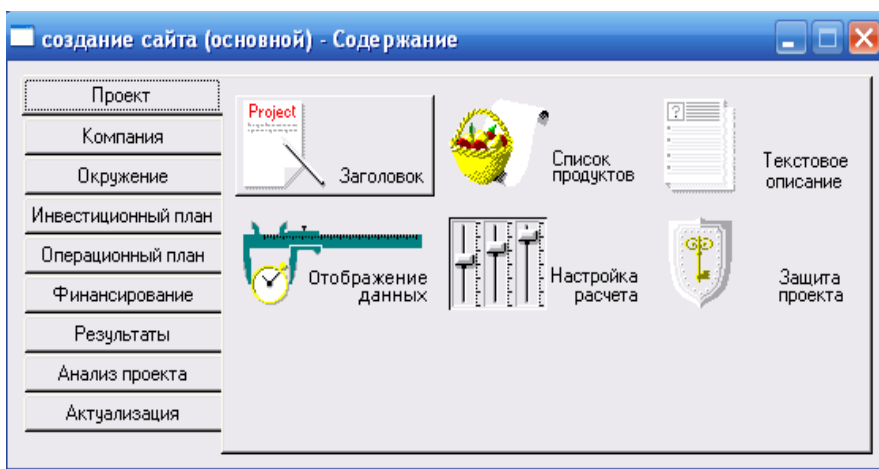 создание сайта (основной) - Содержание
Проект
Компания
Окружение
Инвестиционный план
Операционный план
Финансирование
Результаты
Анализ проекта
Актуализация
Project
Заголовок
Список
продуктов
?
Текстовое
описание
Отображение
данных
Настройка
расчета
Защита
проекта